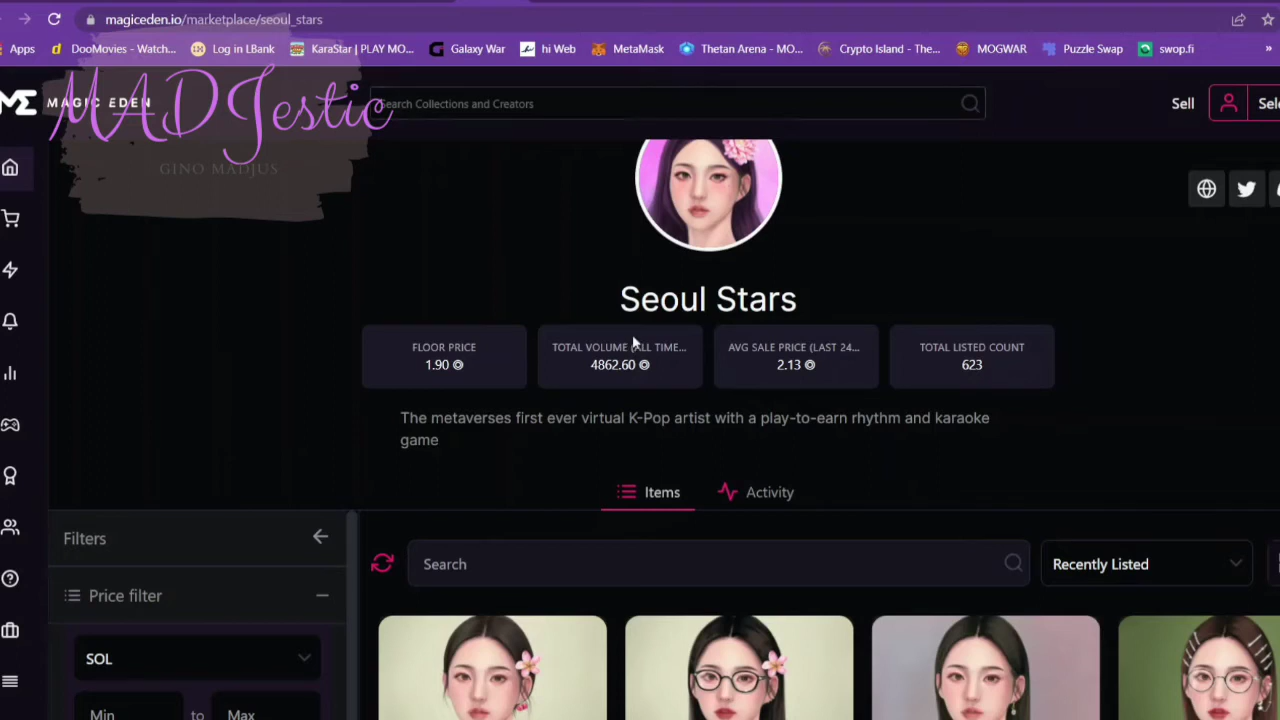 magiceden.io/marketplace/seoul_stars
Apps
DooMovies - Watch...
Log in LBank
KaraStar | PLAY MO...
Galaxy War
hi Web
MetaMask
Thetan Arena - MO...
Crypto Island - The...
MOGWAR
Puzzle Swap
swop.fi
»
MAGIC EDEN
MADJestic
GINO MADJUS
Search Collections and Creators
Sell
Seoul Stars
FLOOR PRICE
1.90
TOTAL VOLUME (ALL TIME...
4862.60
AVG SALE PRICE (LAST 24...
2.13
TOTAL LISTED COUNT
623
The metaverses first ever virtual K-Pop artist with a play-to-earn rhythm and karaoke
game
Items
Activity
Filters
Search
Recently Listed
Price filter
SOL
Min
to
Max